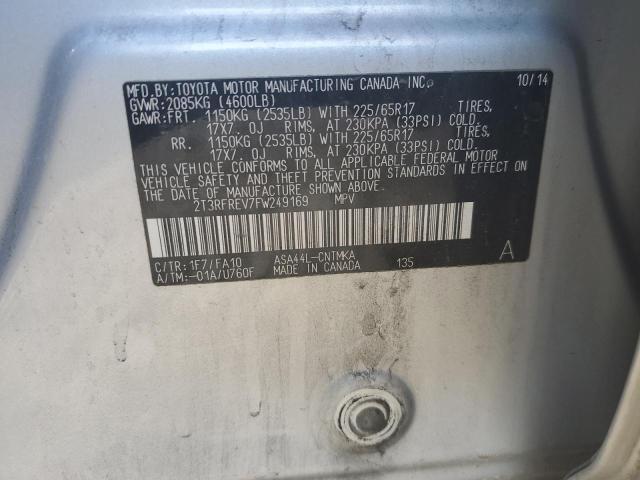 MFD.BY:TOYOTA MOTOR MANUFACTURING CANADA INC. 10/14
GVWR:2085KG (4600LB)
GAWR:FRT. 1150KG (2535LB) WITH 225/65R17 TIRES,
17X7.0J RIMS, AT 230KPA (33PSI) COLD.
RR. 1150KG (2535LB) WITH 225/65R17 TIRES,
17X7.0J RIMS, AT 230KPA (33PSI) COLD.
THIS VEHICLE CONFORMS TO ALL APPLICABLE FEDERAL MOTOR
VEHICLE SAFETY AND THEFT PREVENTION STANDARDS IN EFFECT
ON THE DATE OF MANUFACTURE SHOWN ABOVE.
2T3RFREV7FW249169 MPV
C/TR:1F7/FA10 ASA44L-CNTMKA A
A/TM:-01A/U760F MADE IN CANADA 135